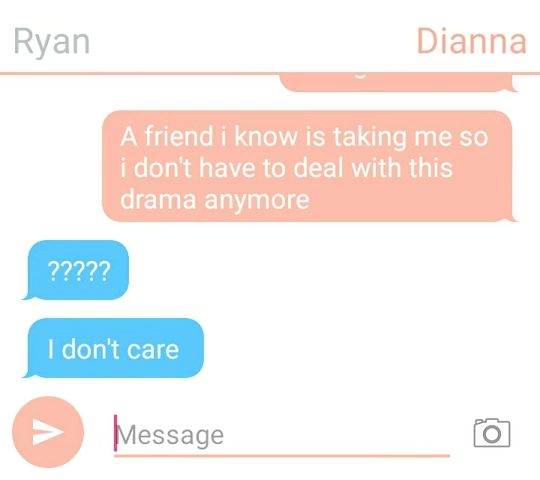 Ryan
Dianna
A friend i know is taking me so
i don't have to deal with this
drama anymore
?????
I don't care
Message